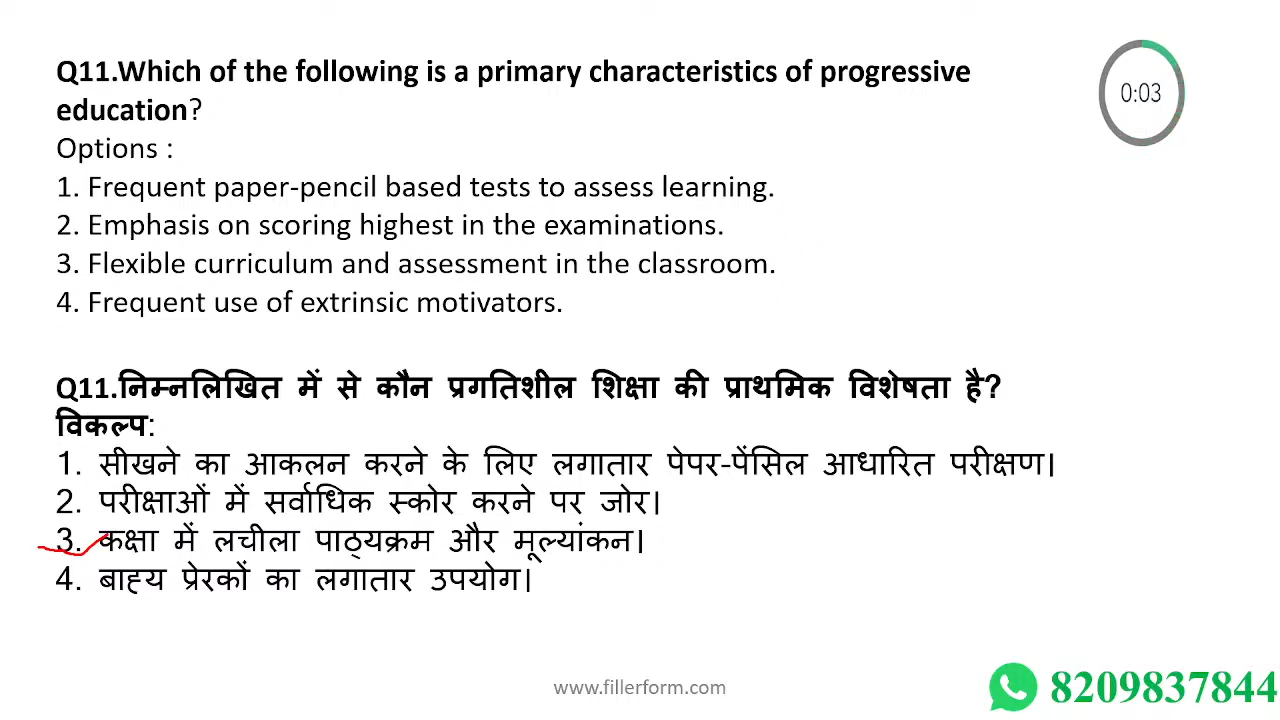 Q11.Which of the following is a primary characteristics of progressive
education?
0:03
Options :
1. Frequent paper-pencil based tests to assess learning.
2. Emphasis on scoring highest in the examinations.
3. Flexible curriculum and assessment in the classroom.
4. Frequent use of extrinsic motivators.
Q11.निम्नलिखित में से कौन प्रगतिशील शिक्षा की प्राथमिक विशेषता है?
विकल्प:
1. सीखने का आकलन करने के लिए लगातार पेपर-पेंसिल आधारित परीक्षण।
2. परीक्षाओं में सर्वाधिक स्कोर करने पर जोर।
3. कक्षा में लचीला पाठ्यक्रम और मूल्यांकन।
4. बाह्य प्रेरकों का लगातार उपयोग।
www.fillerform.com
8209837844